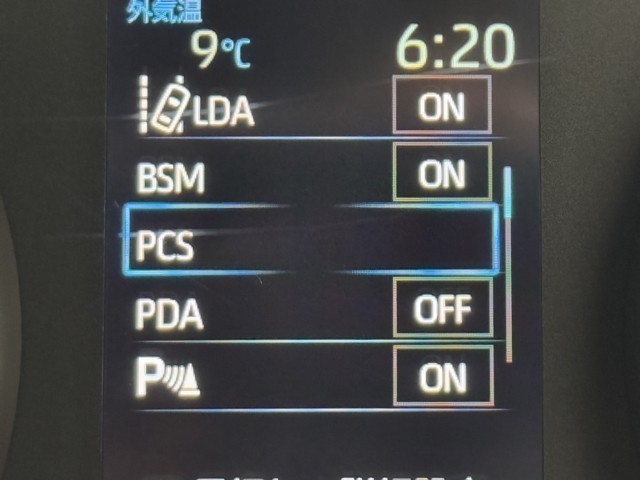 外気温
9℃ 6:20
LDA ON
BSM ON
PCS
PDA OFF
P ON